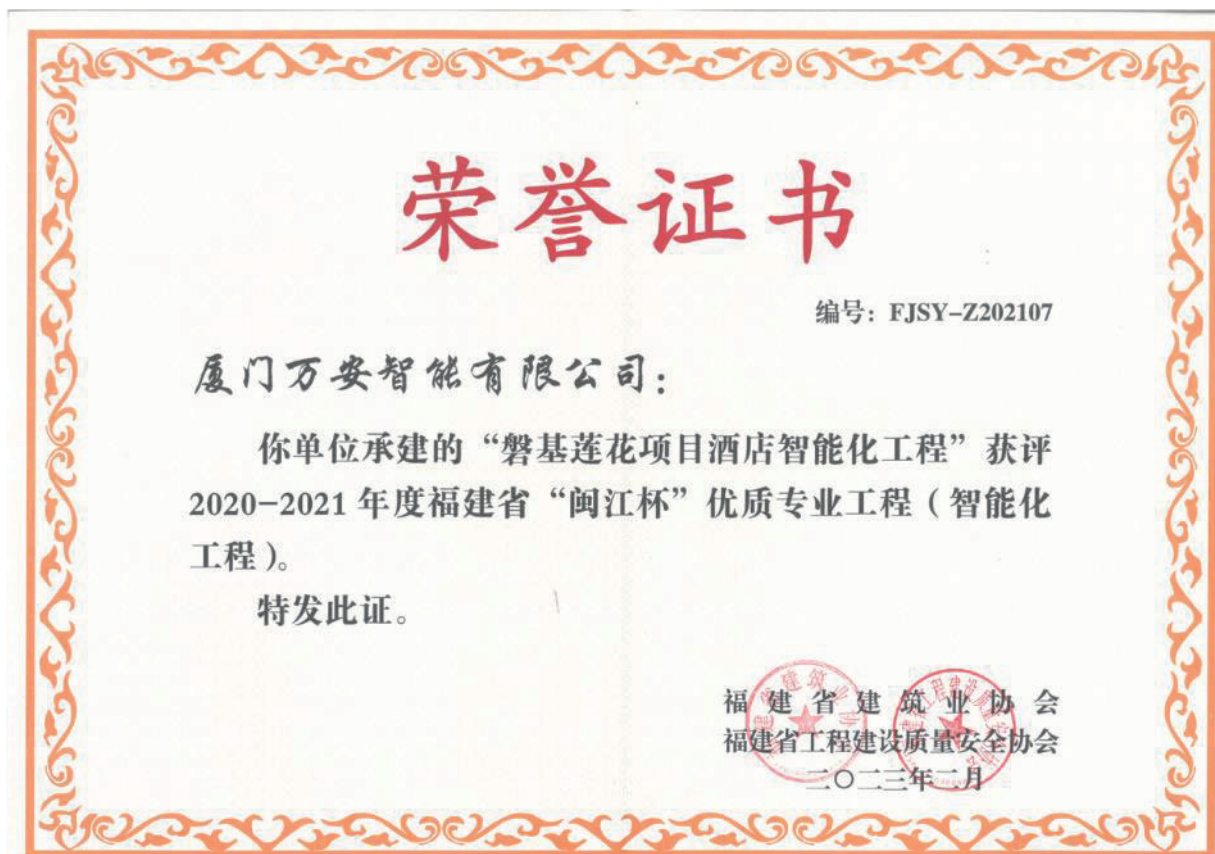 荣誉证书
编号：FJSY-Z202107
厦门万安智能有限公司：
你单位承建的“磐基莲花项目酒店智能化工程”获评
2020-2021年度福建省“闽江杯”优质专业工程（智能化
工程）。
特发此证。
福建省建筑业协会
福建省工程建设质量安全协会
二〇二三年二月